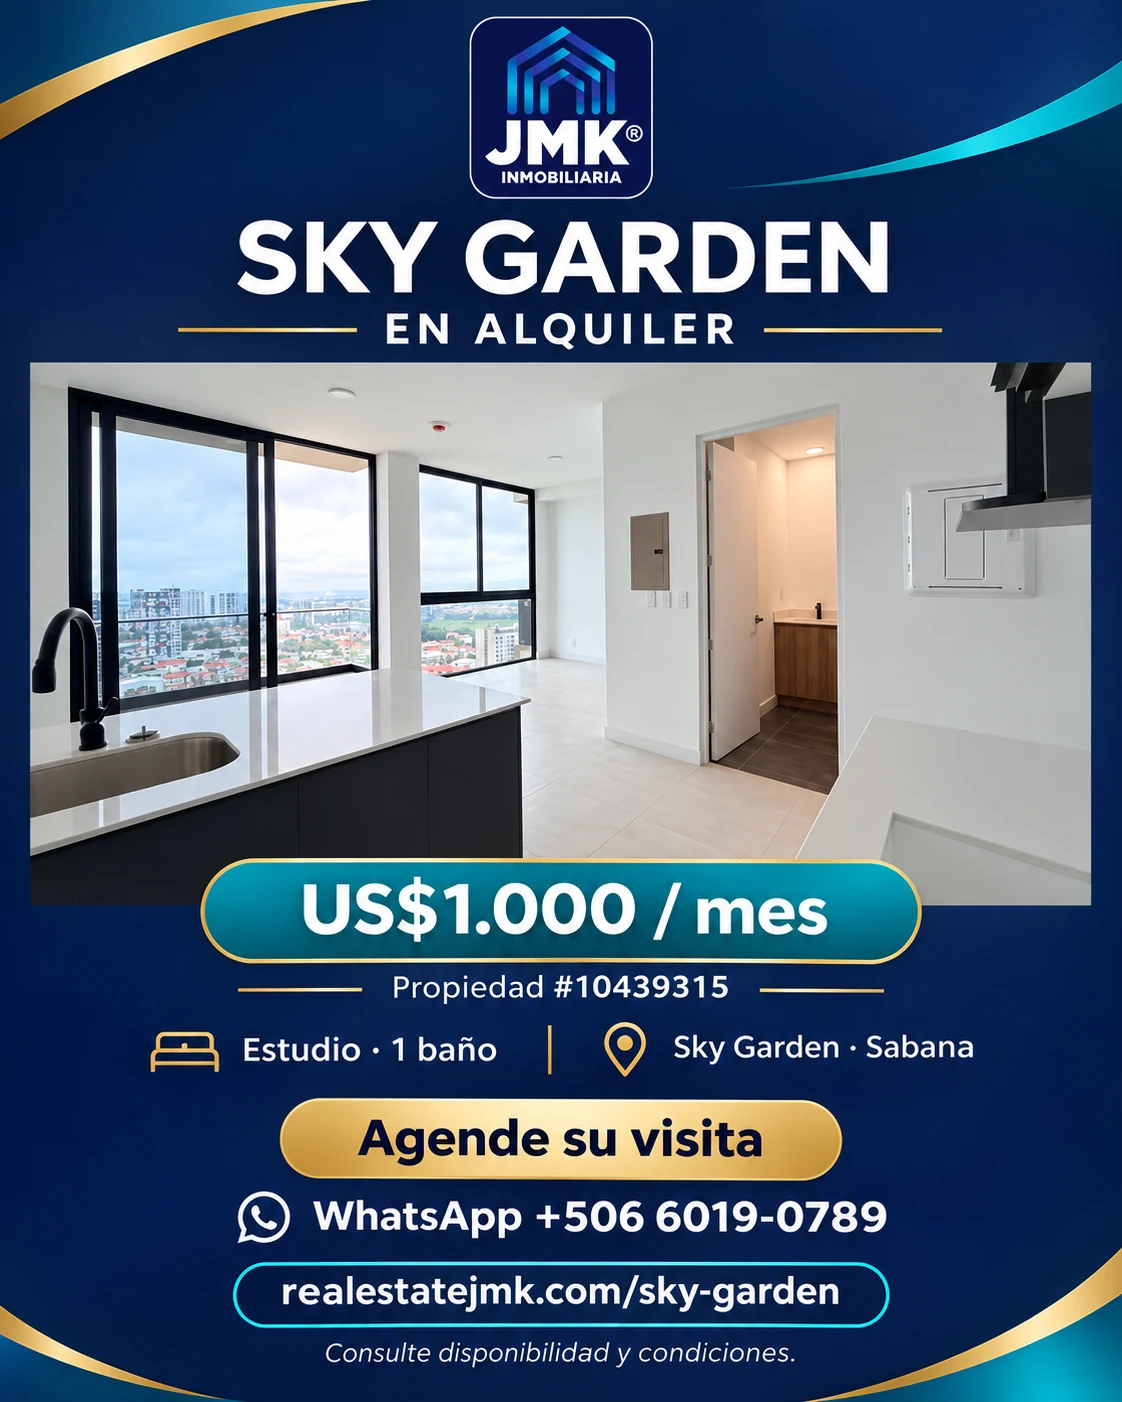 JMK®
INMOBILIARIA
SKY GARDEN
EN ALQUILER
US$1.000 / mes
Propiedad #10439315
Estudio · 1 baño
Sky Garden · Sabana
Agende su visita
WhatsApp +506 6019-0789
realestatejmk.com/sky-garden
Consulte disponibilidad y condiciones.